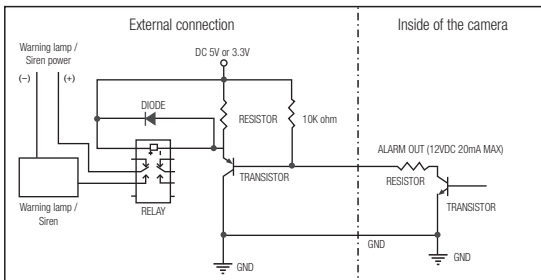 External connection
Inside of the camera
Warning lamp /
Siren power
(−)
(+)
DC 5V or 3.3V
DIODE
RESISTOR
10K ohm
+
ALARM OUT (12VDC 20mA MAX)
RESISTOR
TRANSISTOR
TRANSISTOR
Warning lamp /
Siren
RELAY
GND
GND
GND